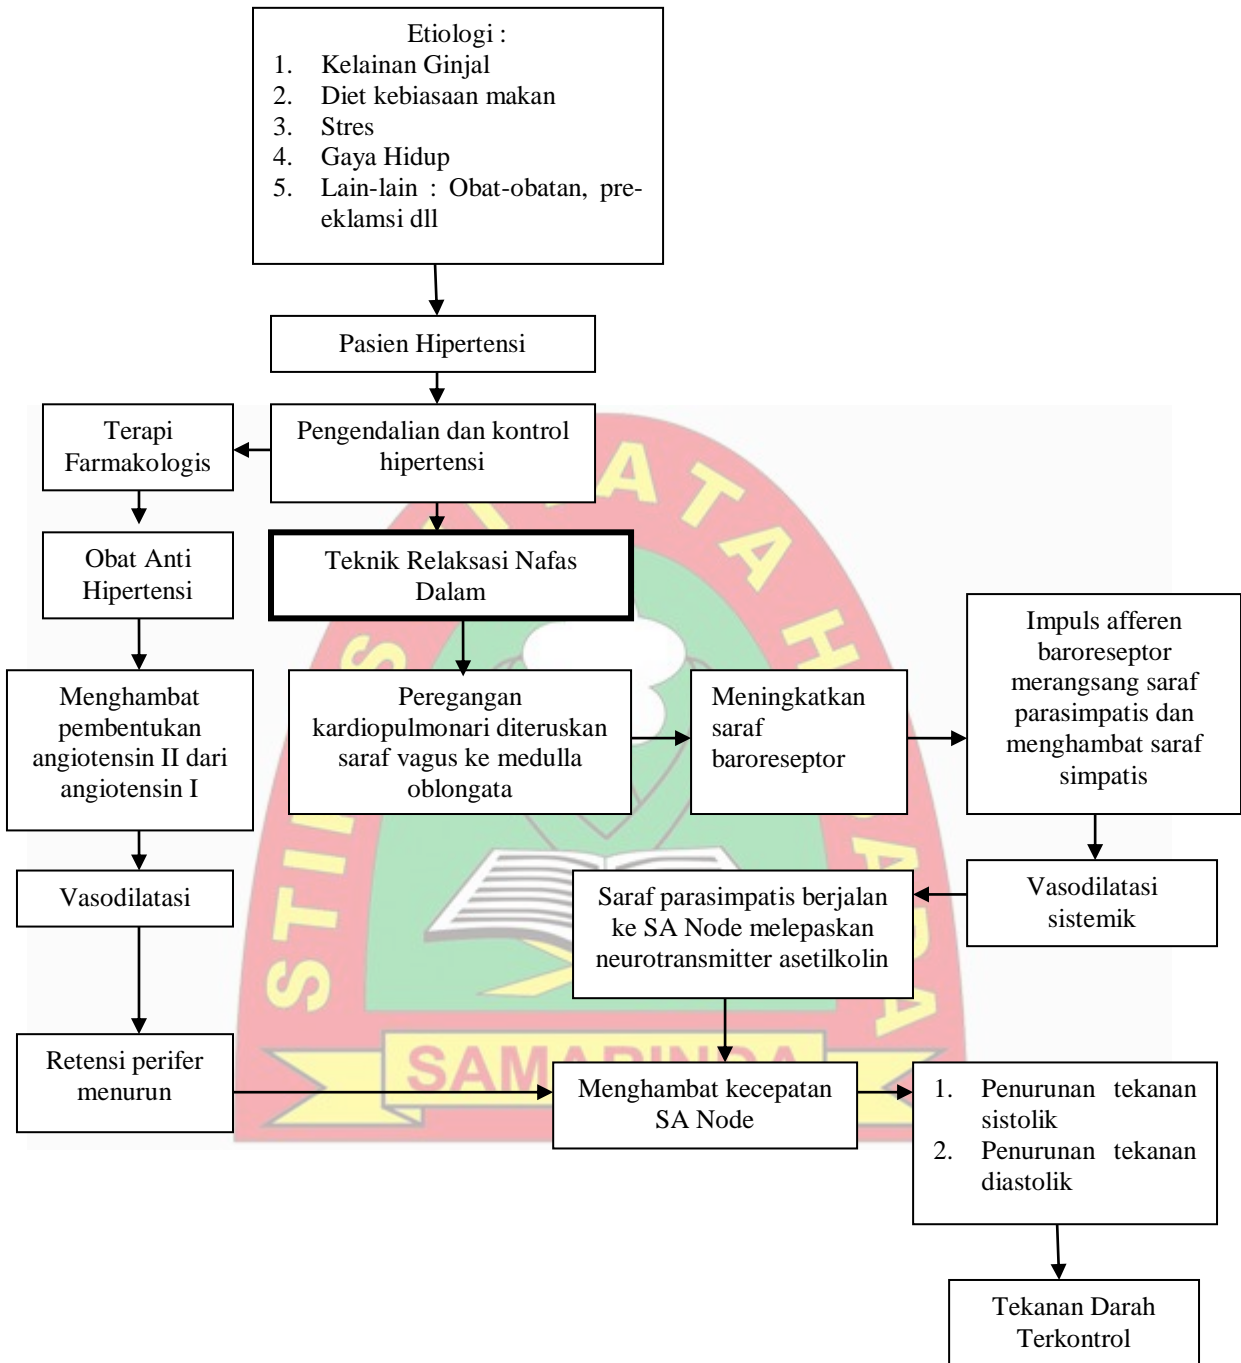 Etiologi :
1. Kelainan Ginjal
2. Diet kebiasaan makan
3. Stres
4. Gaya Hidup
5. Lain-lain : Obat-obatan, pre-
eklamsi dll
Pasien Hipertensi
Terapi
Farmakologis
Pengendalian dan kontrol
hipertensi
Obat Anti
Hipertensi
Teknik Relaksasi Nafas
Dalam
Menghambat
pembentukan
angiotensin II dari
angiotensin I
Peregangan
kardiopulmonari diteruskan
saraf vagus ke medulla
oblongata
Meningkatkan
saraf
baroreseptor
Impuls afferen
baroreseptor
merangsang saraf
parasimpatis dan
menghambat saraf
simpatis
Vasodilatasi
Saraf parasimpatis berjalan
ke SA Node melepaskan
neurotransmitter asetilkolin
Vasodilatasi
sistemik
Retensi perifer
menurun
Menghambat kecepatan
SA Node
1. Penurunan tekanan
sistolik
2. Penurunan tekanan
diastolik
Tekanan Darah
Terkontrol